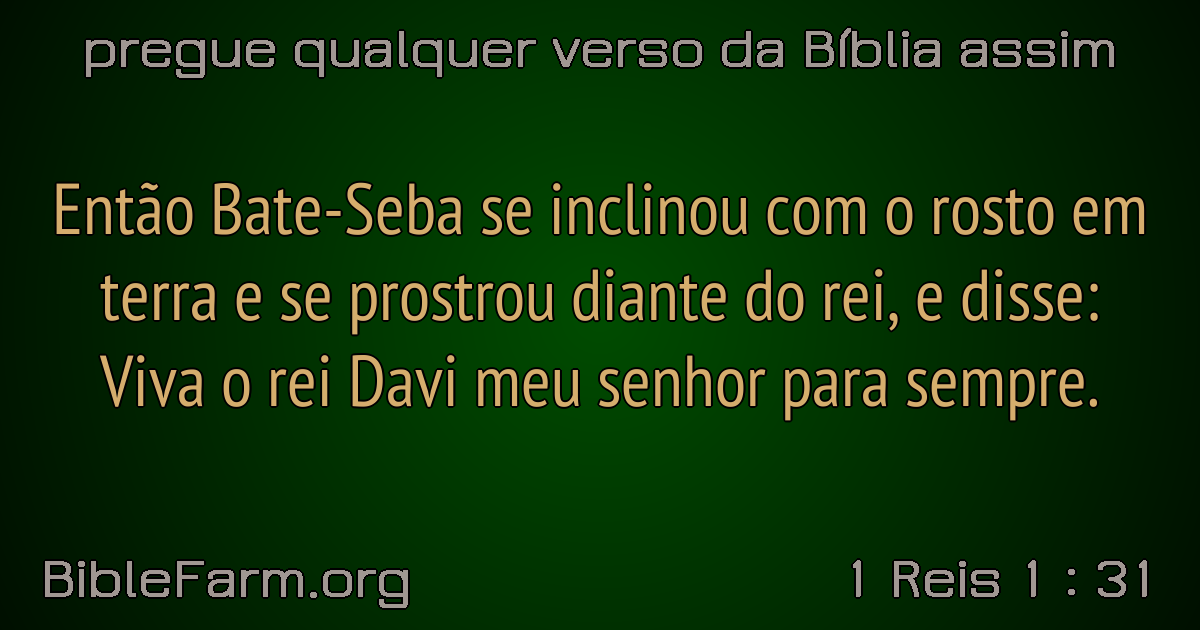 pregue qualquer verso da Bíblia assim
Então Bate-Seba se inclinou com o rosto em
terra e se prostrou diante do rei, e disse:
Viva o rei Davi meu senhor para sempre.
BibleFarm.org
1 Reis 1 : 31